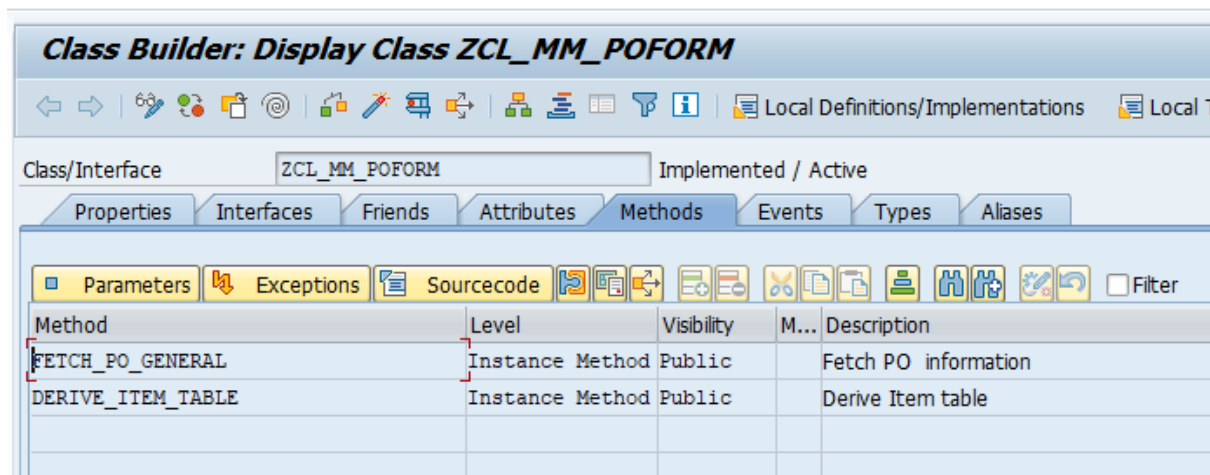 Class Builder: Display Class ZCL_MM_POFORM
Local Definitions/Implementations Local
Class/Interface ZCL_MM_POFORM Implemented / Active
Properties Interfaces Friends Attributes Methods Events Types Aliases
Parameters Exceptions Sourcecode Filter
Method Level Visibility M... Description
FETCH_PO_GENERAL Instance Method Public Fetch PO information
DERIVE_ITEM_TABLE Instance Method Public Derive Item table